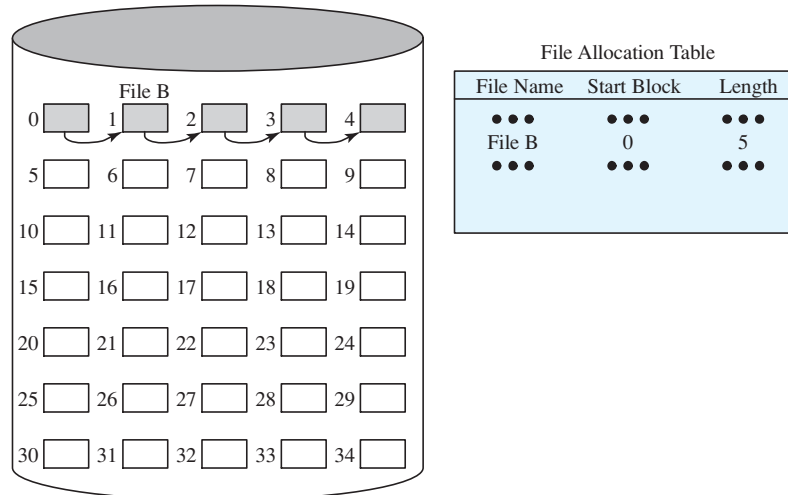 File Allocation Table
File Name Start Block Length
••• ••• •••
File B 0 5
••• ••• •••
File B
0 1 2 3 4
5 6 7 8 9
10 11 12 13 14
15 16 17 18 19
20 21 22 23 24
25 26 27 28 29
30 31 32 33 34